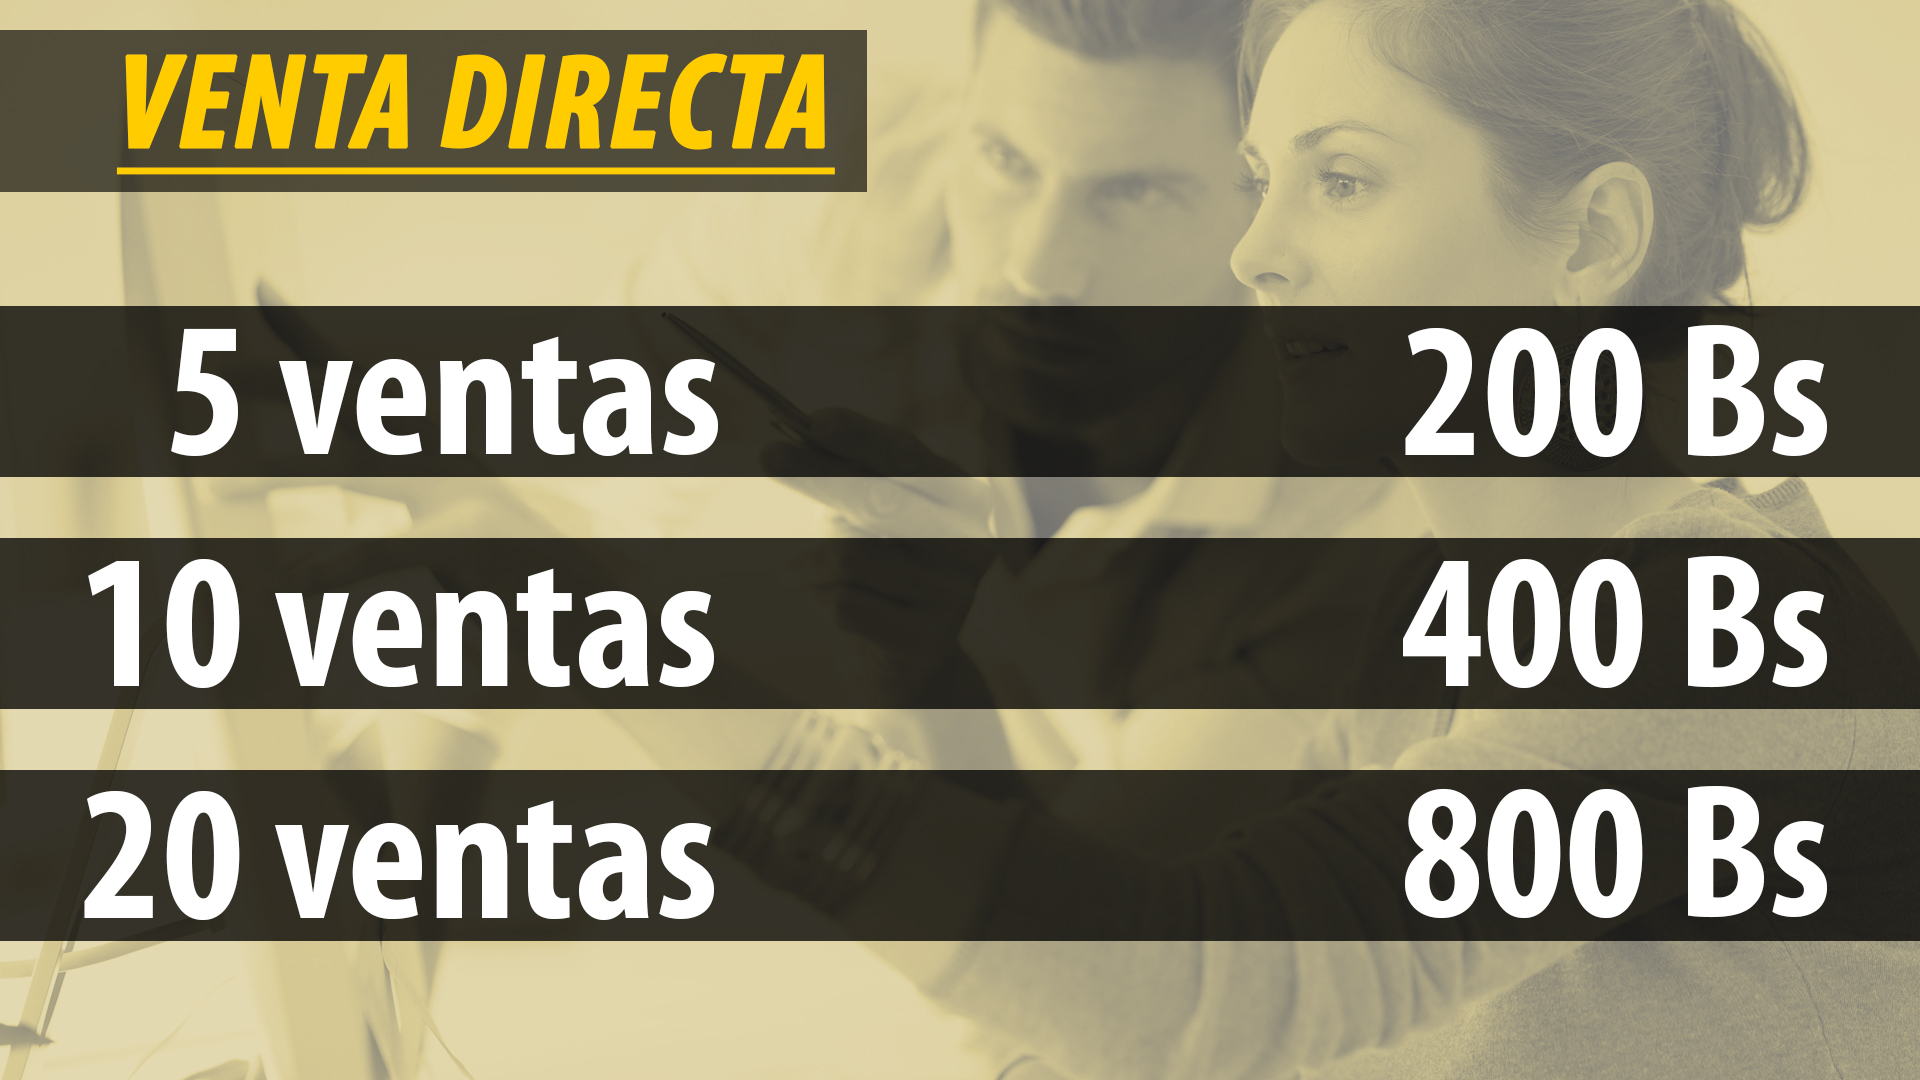 VENTA DIRECTA
5 ventas 200 Bs
10 ventas 400 Bs
20 ventas 800 Bs